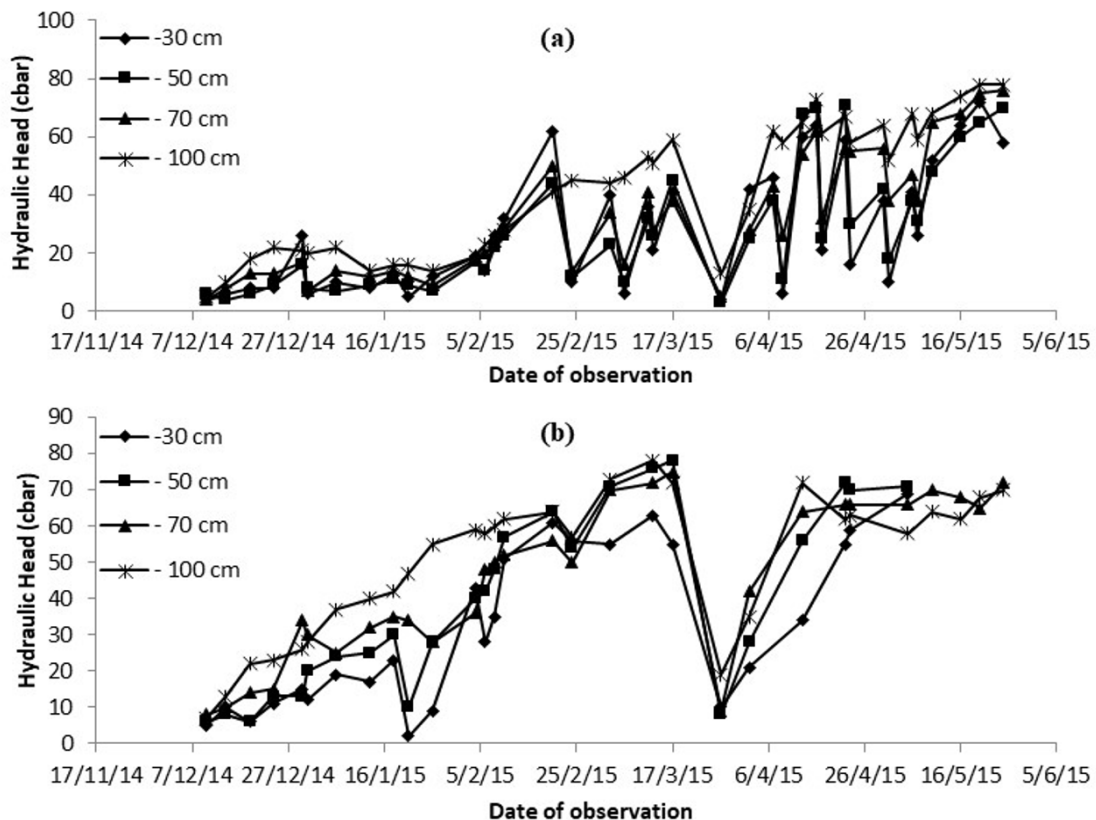 (a)
Hydraulic Head (cbar)
100
80
60
40
20
0
-30 cm
- 50 cm
- 70 cm
- 100 cm
17/11/14 7/12/14 27/12/14 16/1/15 5/2/15 25/2/15 17/3/15 6/4/15 26/4/15 16/5/15 5/6/15
Date of observation
(b)
Hydraulic Head (cbar)
90
80
70
60
50
40
30
20
10
0
-30 cm
- 50 cm
- 70 cm
- 100 cm
17/11/14 7/12/14 27/12/14 16/1/15 5/2/15 25/2/15 17/3/15 6/4/15 26/4/15 16/5/15 5/6/15
Date of observation